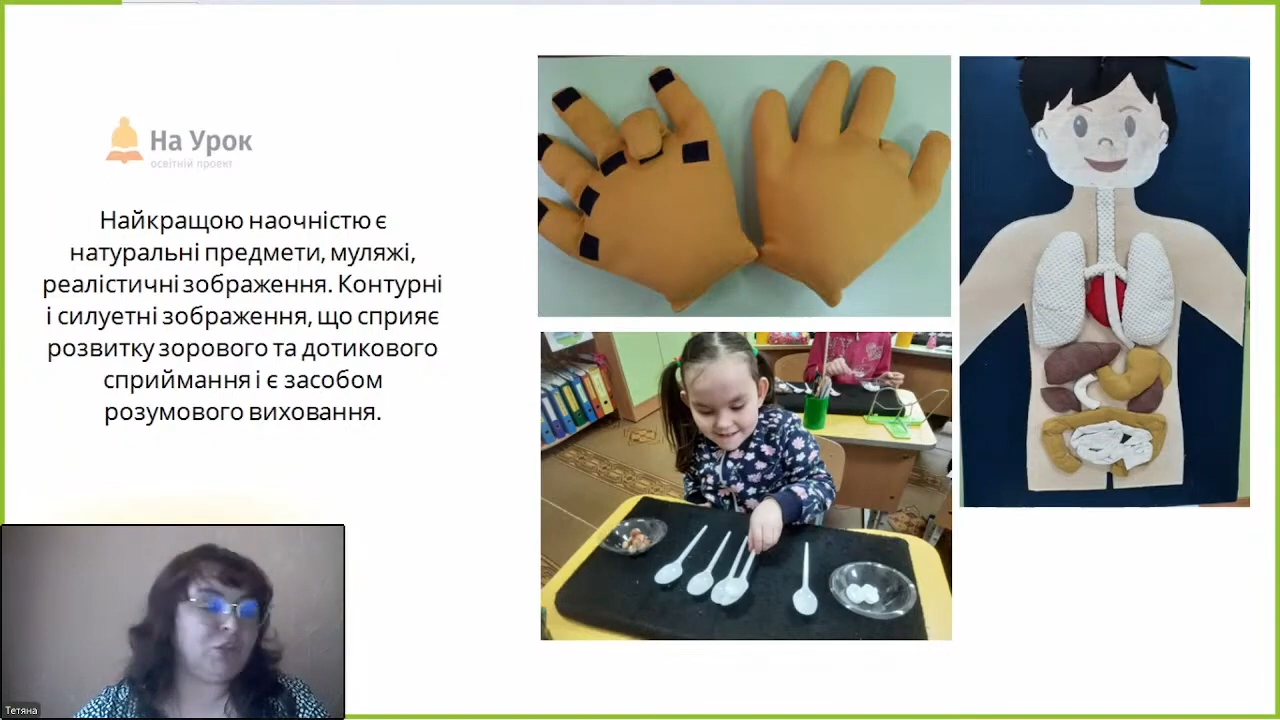 На Урок
освітній проект
Найкращою наочністю є
натуральні предмети, муляжі,
реалістичні зображення. Контурні
і силуетні зображення, що сприяє
розвитку зорового та дотикового
сприймання і є засобом
розумового виховання.
Тетяна